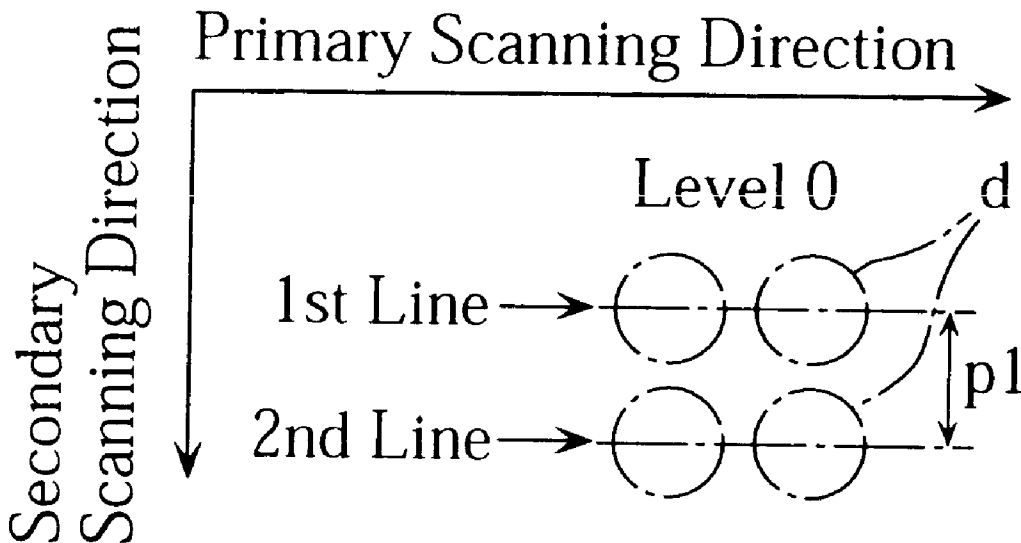 Primary Scanning Direction
Secondary
Scanning Direction
Level 0
d
1st Line
p1
2nd Line